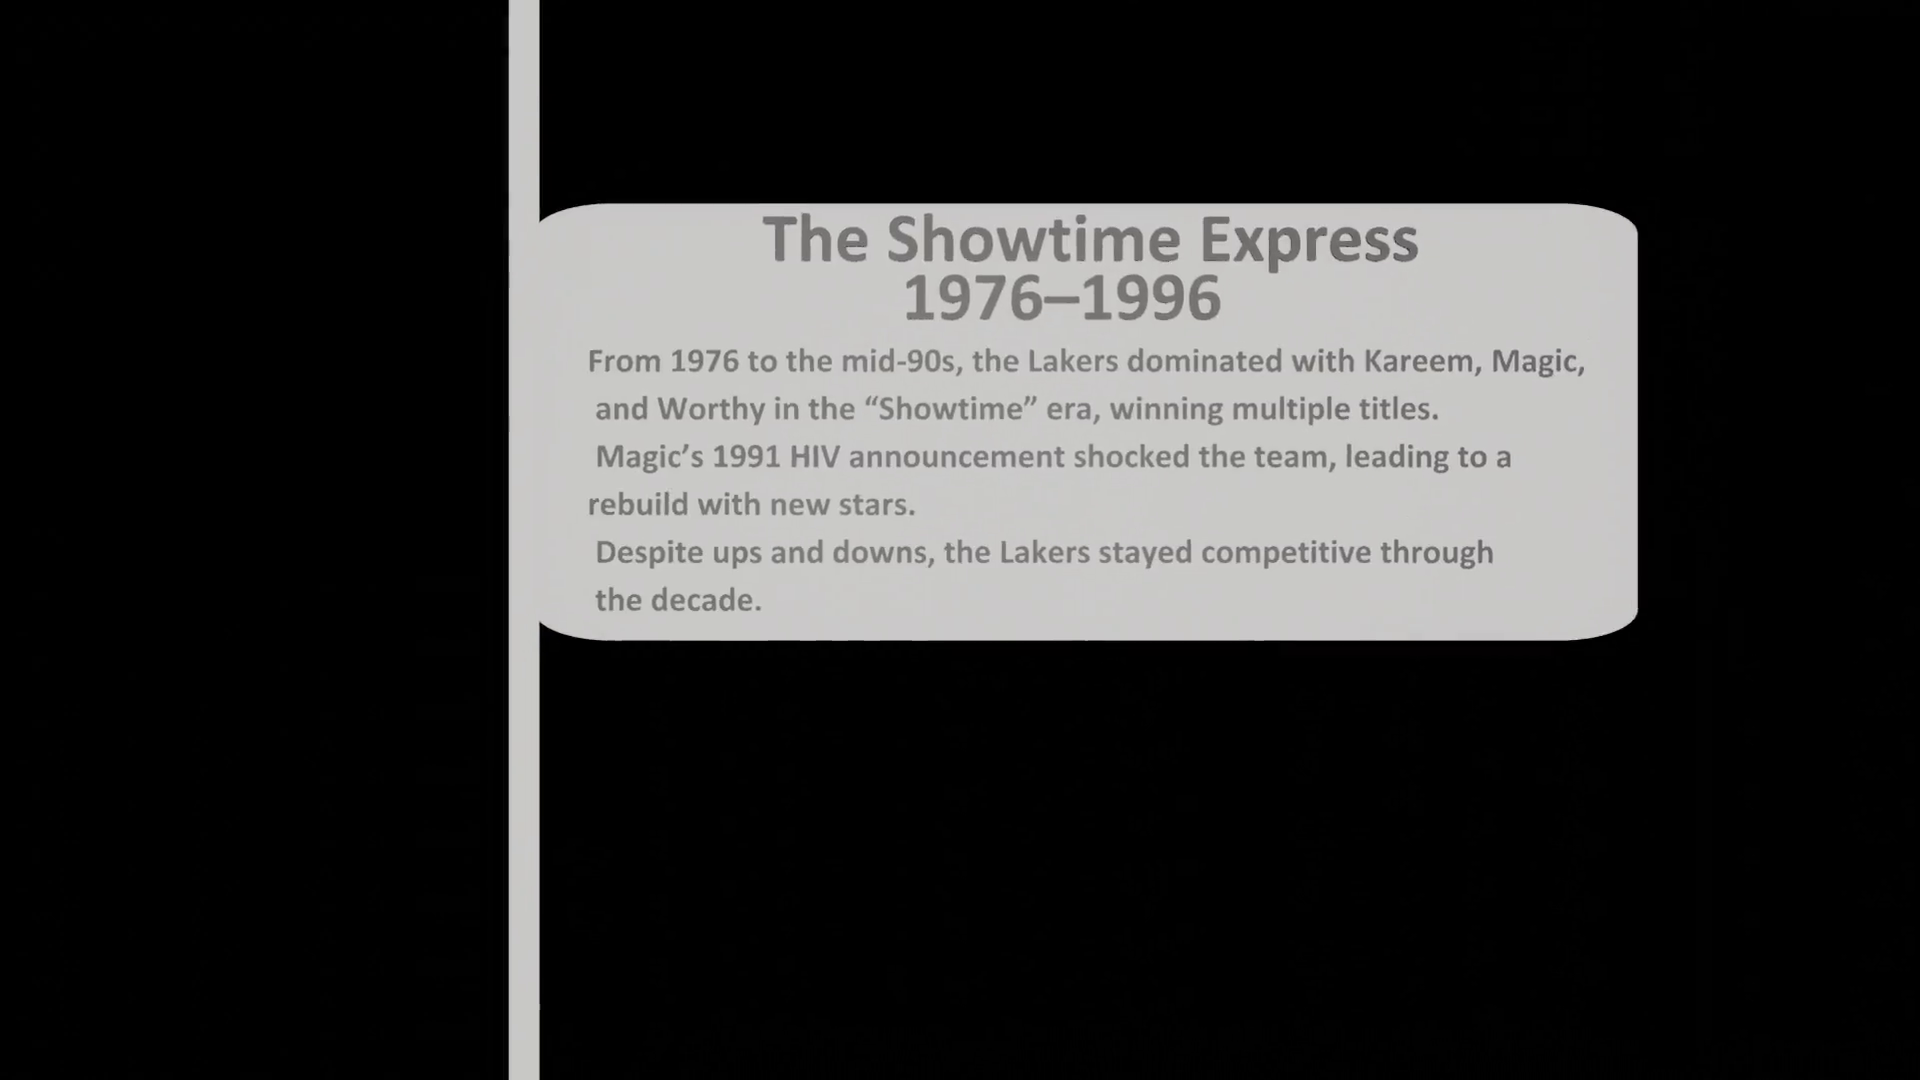 The Showtime Express
1976–1996
From 1976 to the mid-90s, the Lakers dominated with Kareem, Magic,
and Worthy in the “Showtime” era, winning multiple titles.
Magic’s 1991 HIV announcement shocked the team, leading to a
rebuild with new stars.
Despite ups and downs, the Lakers stayed competitive through
the decade.